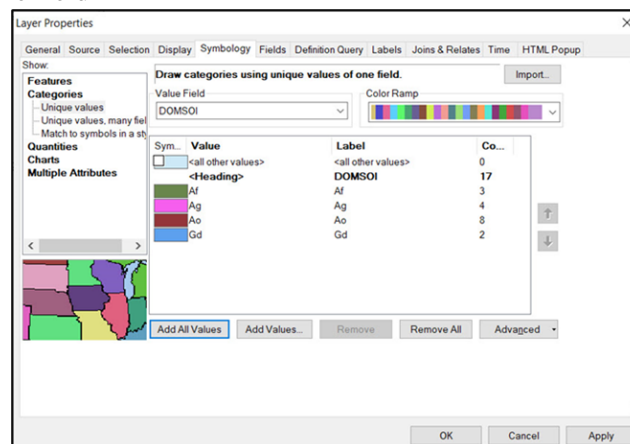 Layer Properties
General Source Selection Display Symbology Fields Definition Query Labels Joins & Relates Time HTML Popup
Show:
Features
Categories
Unique values
Unique values, many fiel
Match to symbols in a sty
Quantities
Charts
Multiple Attributes
Draw categories using unique values of one field.
Import...
Value Field
DOMSOI
Color Ramp
Sym... Value Label Co...
<all other values> <all other values> 0
<Heading> DOMSOI 17
Af Af 3
Ag Ag 4
Ao Ao 8
Gd Gd 2
Add All Values Add Values... Remove Remove All Advanced
OK Cancel Apply